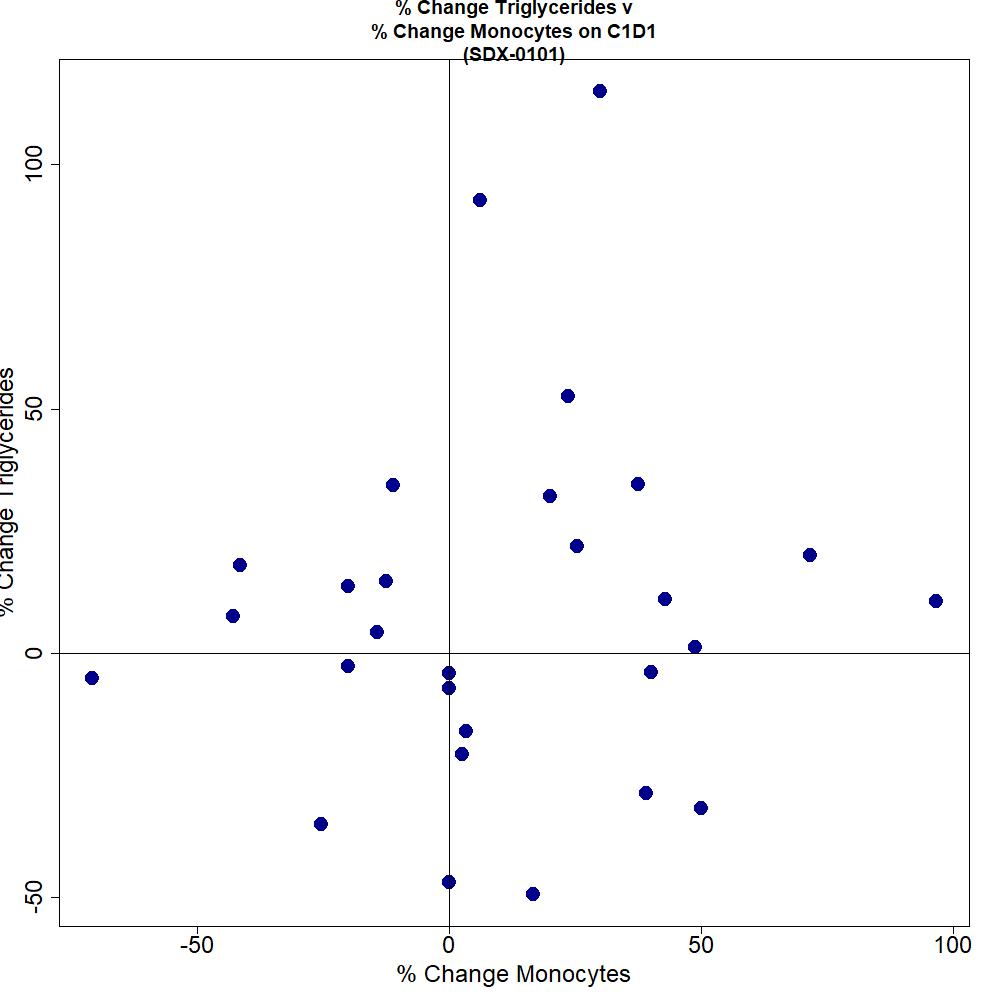 % Change Triglycerides v
% Change Monocytes on C1D1
(SDX-0101)
% Change Triglycerides
100
50
0
-50
-50
0
50
100
% Change Monocytes